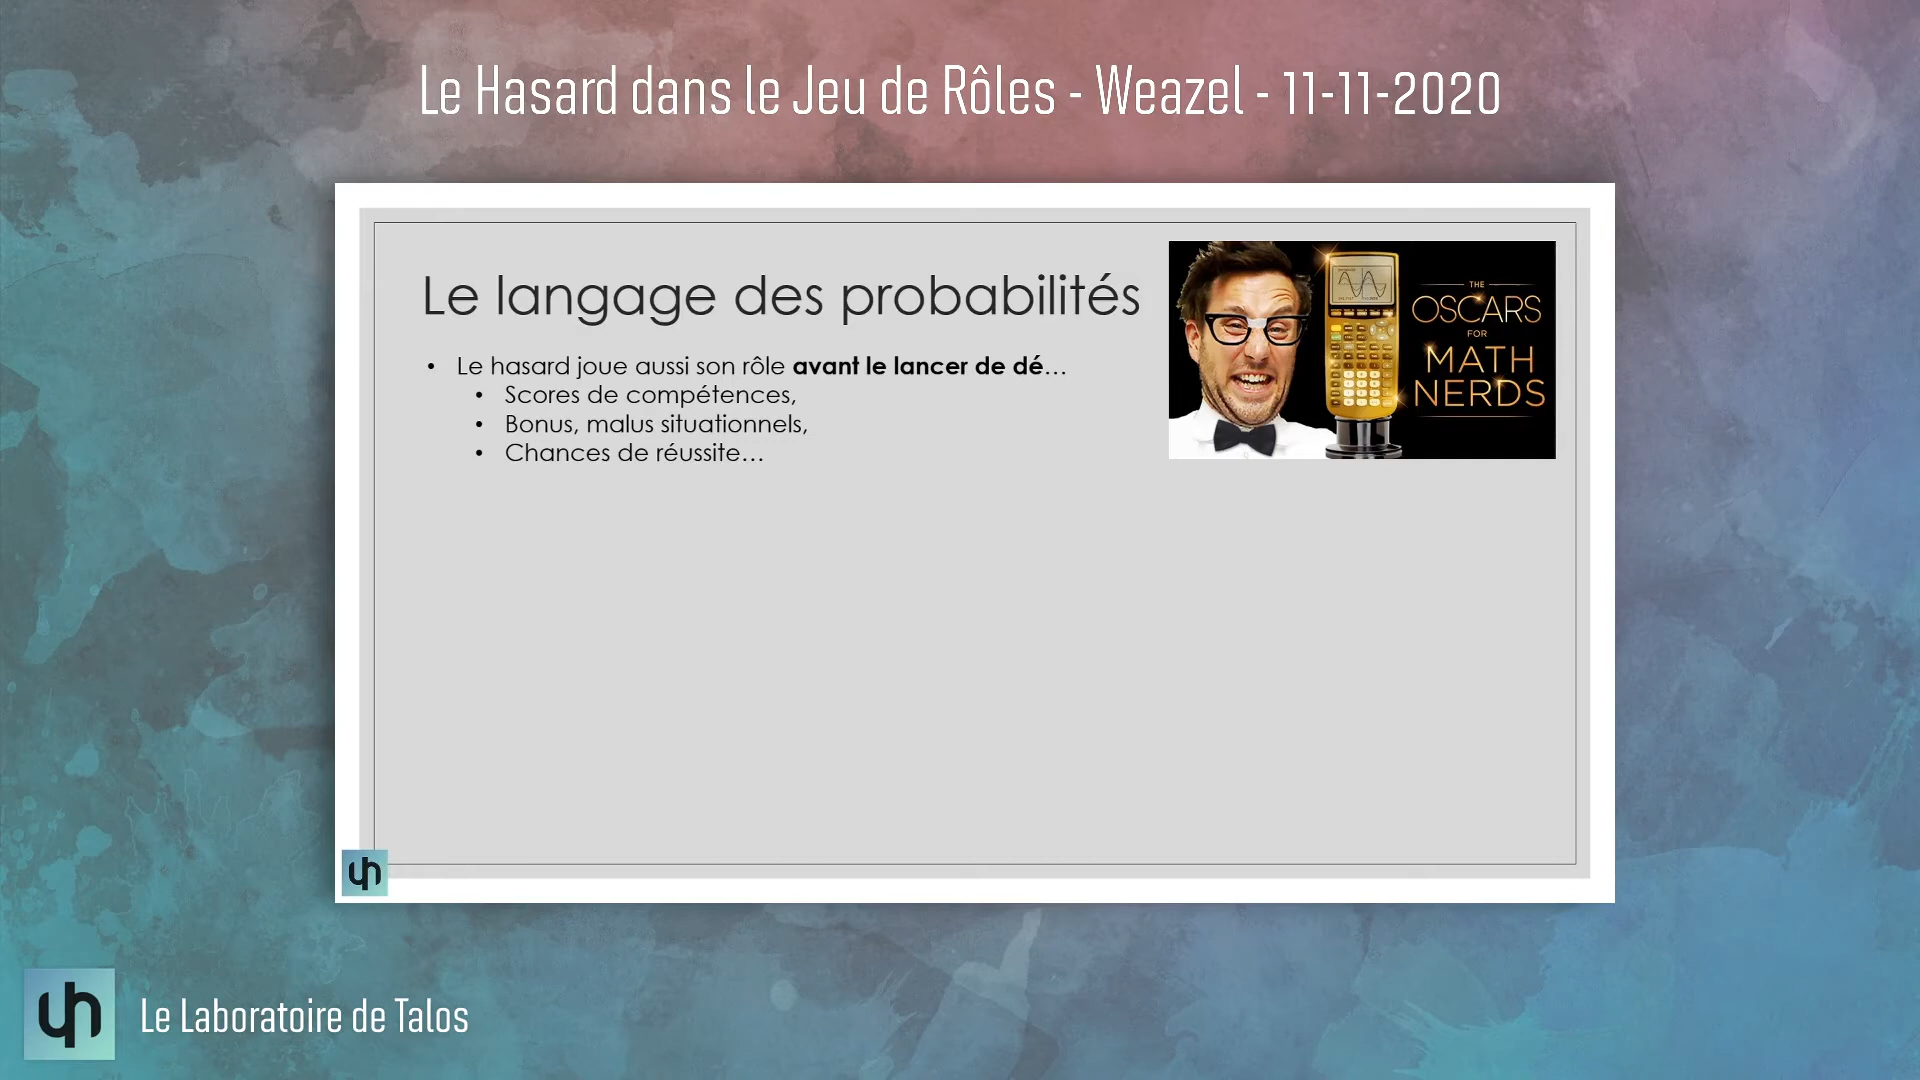 Le Hasard dans le Jeu de Rôles - Weazel - 11-11-2020
Le langage des probabilités
• Le hasard joue aussi son rôle avant le lancer de dé…
• Scores de compétences,
• Bonus, malus situationnels,
• Chances de réussite…
THE
OSCARS
FOR
MATH
NERDS
Le Laboratoire de Talos